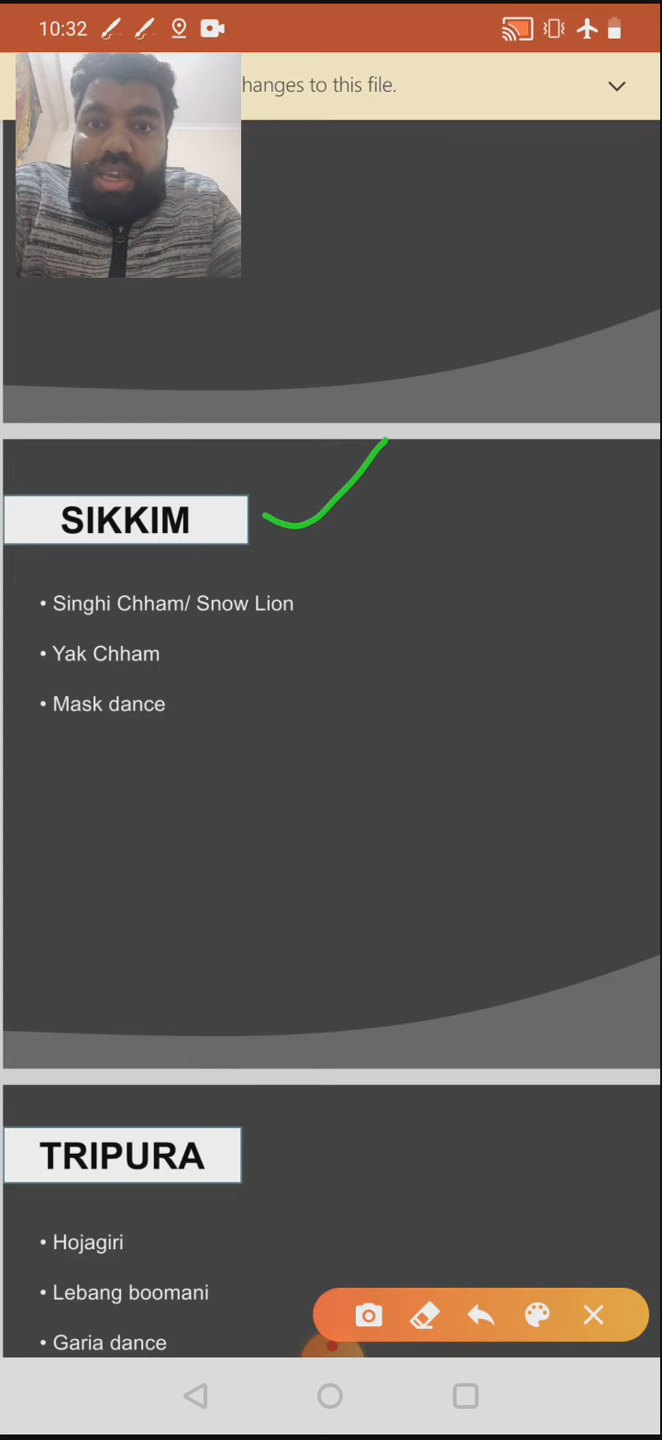 10:32
hanges to this file.
SIKKIM
• Singhi Chham/ Snow Lion
• Yak Chham
• Mask dance
TRIPURA
• Hojagiri
• Lebang boomani
• Garia dance